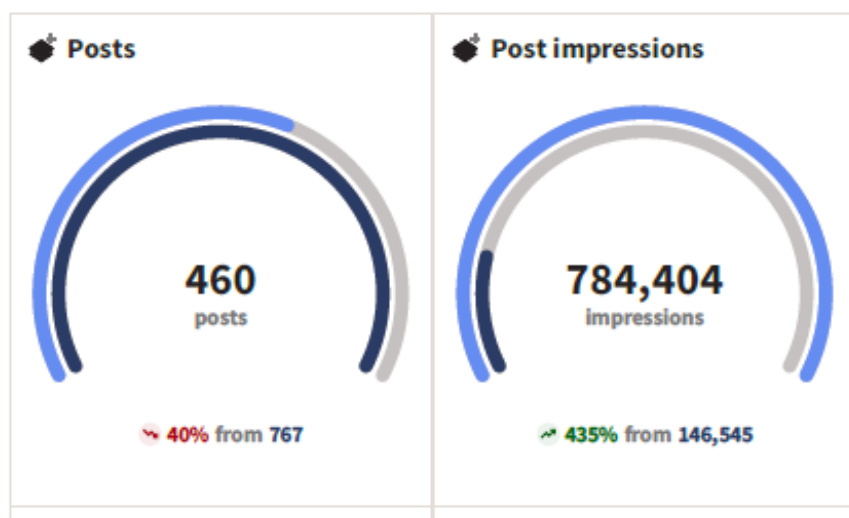 Posts
460
posts
40% from 767
Post impressions
784,404
impressions
435% from 146,545